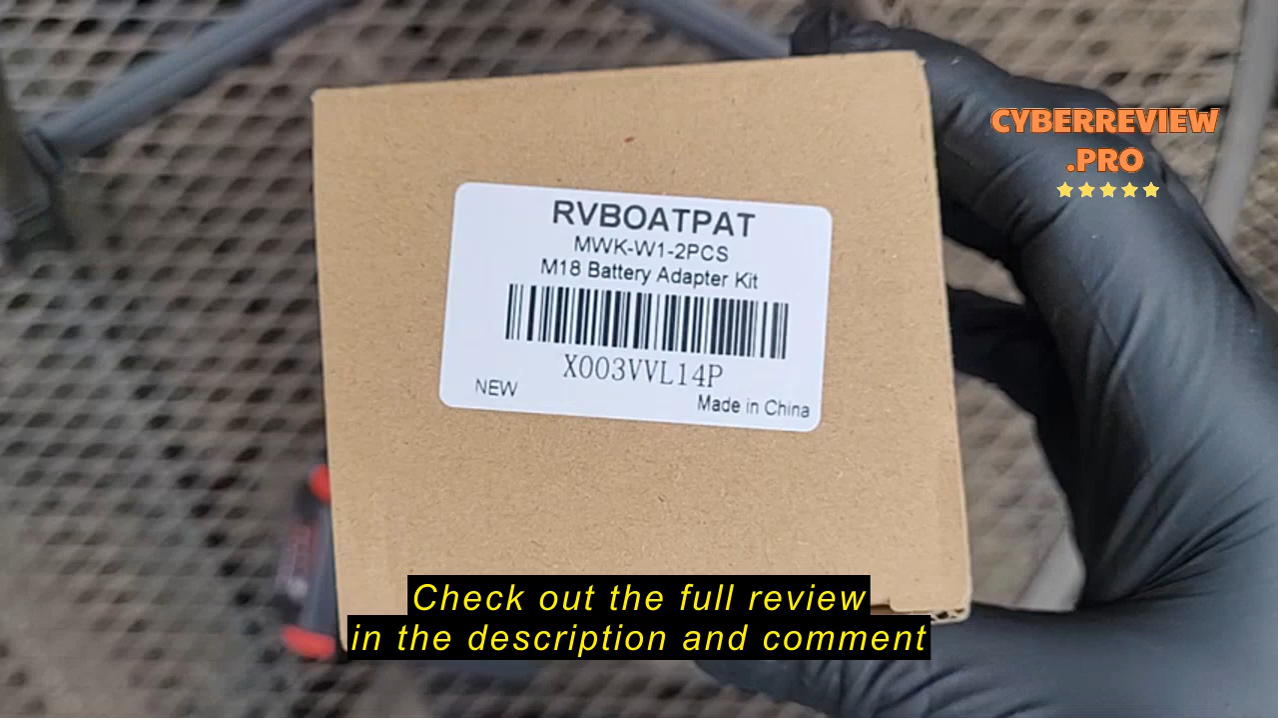 CYBERREVIEW
.PRO
RVBOATPAT
MWK-W1-2PCS
M18 Battery Adapter Kit
X003VVL14P
NEW
Made in China
Check out the full review
in the description and comment